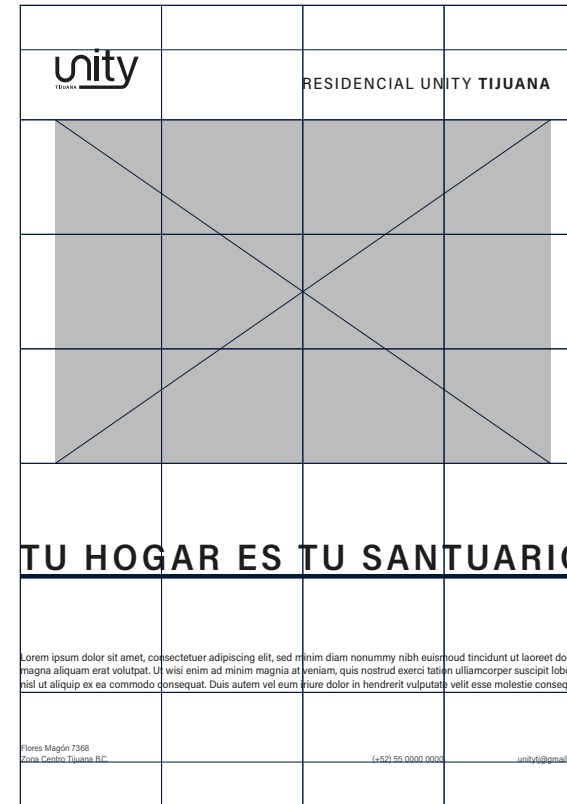 unity
TIJUANA
RESIDENCIAL UNITY TIJUANA
TU HOGAR ES TU SANTUARIO
Lorem ipsum dolor sit amet, consectetuer adipiscing elit, sed minim diam nonummy nibh euismoud tincidunt ut laoreet do
magna aliquam erat volutpat. Ut wisi enim ad minim magnia at veniam, quis nostrud exerci tation ulliamcorper suscipit lobo
nisl ut aliquip ex ea commodo consequat. Duis autem vel eum iriure dolor in hendrerit vulputate velit esse molestie conseq
Flores Magón 7368
Zona Centro Tijuana B.C.
(+52) 55 0000 0000
unitytj@gmail